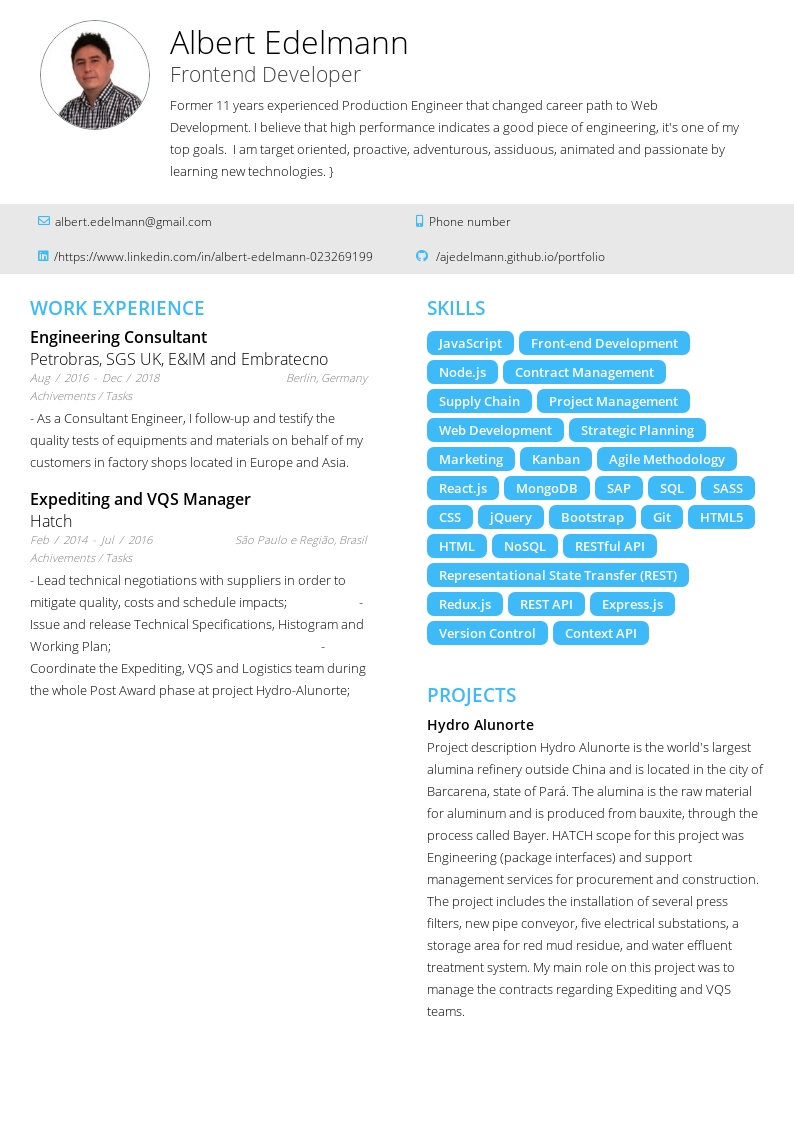 Albert Edelmann
Frontend Developer
Former 11 years experienced Production Engineer that changed career path to Web
Development. I believe that high performance indicates a good piece of engineering, it's one of my
top goals.  I am target oriented, proactive, adventurous, assiduous, animated and passionate by
learning new technologies. }
albert.edelmann@gmail.com
Phone number
/https://www.linkedin.com/in/albert-edelmann-023269199
/ajedelmann.github.io/portfolio
WORK EXPERIENCE
Engineering Consultant
Petrobras, SGS UK, E&IM and Embratecno
Aug / 2016 - Dec / 2018 Berlin, Germany
Achivements / Tasks
- As a Consultant Engineer, I follow-up and testify the
quality tests of equipments and materials on behalf of my
customers in factory shops located in Europe and Asia.
Expediting and VQS Manager
Hatch
Feb / 2014 - Jul / 2016 São Paulo e Região, Brasil
Achivements / Tasks
- Lead technical negotiations with suppliers in order to
mitigate quality, costs and schedule impacts; -
Issue and release Technical Specifications, Histogram and
Working Plan; -
Coordinate the Expediting, VQS and Logistics team during
the whole Post Award phase at project Hydro-Alunorte;
SKILLS
JavaScript Front-end Development
Node.js Contract Management
Supply Chain Project Management
Web Development Strategic Planning
Marketing Kanban Agile Methodology
React.js MongoDB SAP SQL SASS
CSS jQuery Bootstrap Git HTML5
HTML NoSQL RESTful API
Representational State Transfer (REST)
Redux.js REST API Express.js
Version Control Context API
PROJECTS
Hydro Alunorte
Project description Hydro Alunorte is the world's largest
alumina refinery outside China and is located in the city of
Barcarena, state of Pará. The alumina is the raw material
for aluminum and is produced from bauxite, through the
process called Bayer. HATCH scope for this project was
Engineering (package interfaces) and support
management services for procurement and construction.
The project includes the installation of several press
filters, new pipe conveyor, five electrical substations, a
storage area for red mud residue, and water effluent
treatment system. My main role on this project was to
manage the contracts regarding Expediting and VQS
teams.